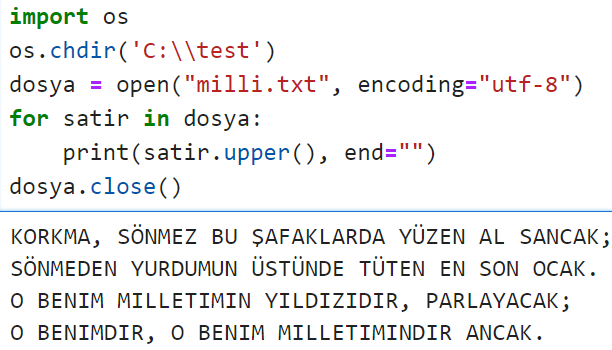 import os
os.chdir('C:\\test')
dosya = open("milli.txt", encoding="utf-8")
for satir in dosya:
    print(satir.upper(), end="")
dosya.close()
KORKMA, SÖNMEZ BU ŞAFAKLARDA YÜZEN AL SANCAK;
SÖNMEDEN YURDUMUN ÜSTÜNDE TÜTEN EN SON OCAK.
O BENIM MILLETIMIN YILDIZIDIR, PARLAYACAK;
O BENIMDIR, O BENIM MILLETIMINDIR ANCAK.